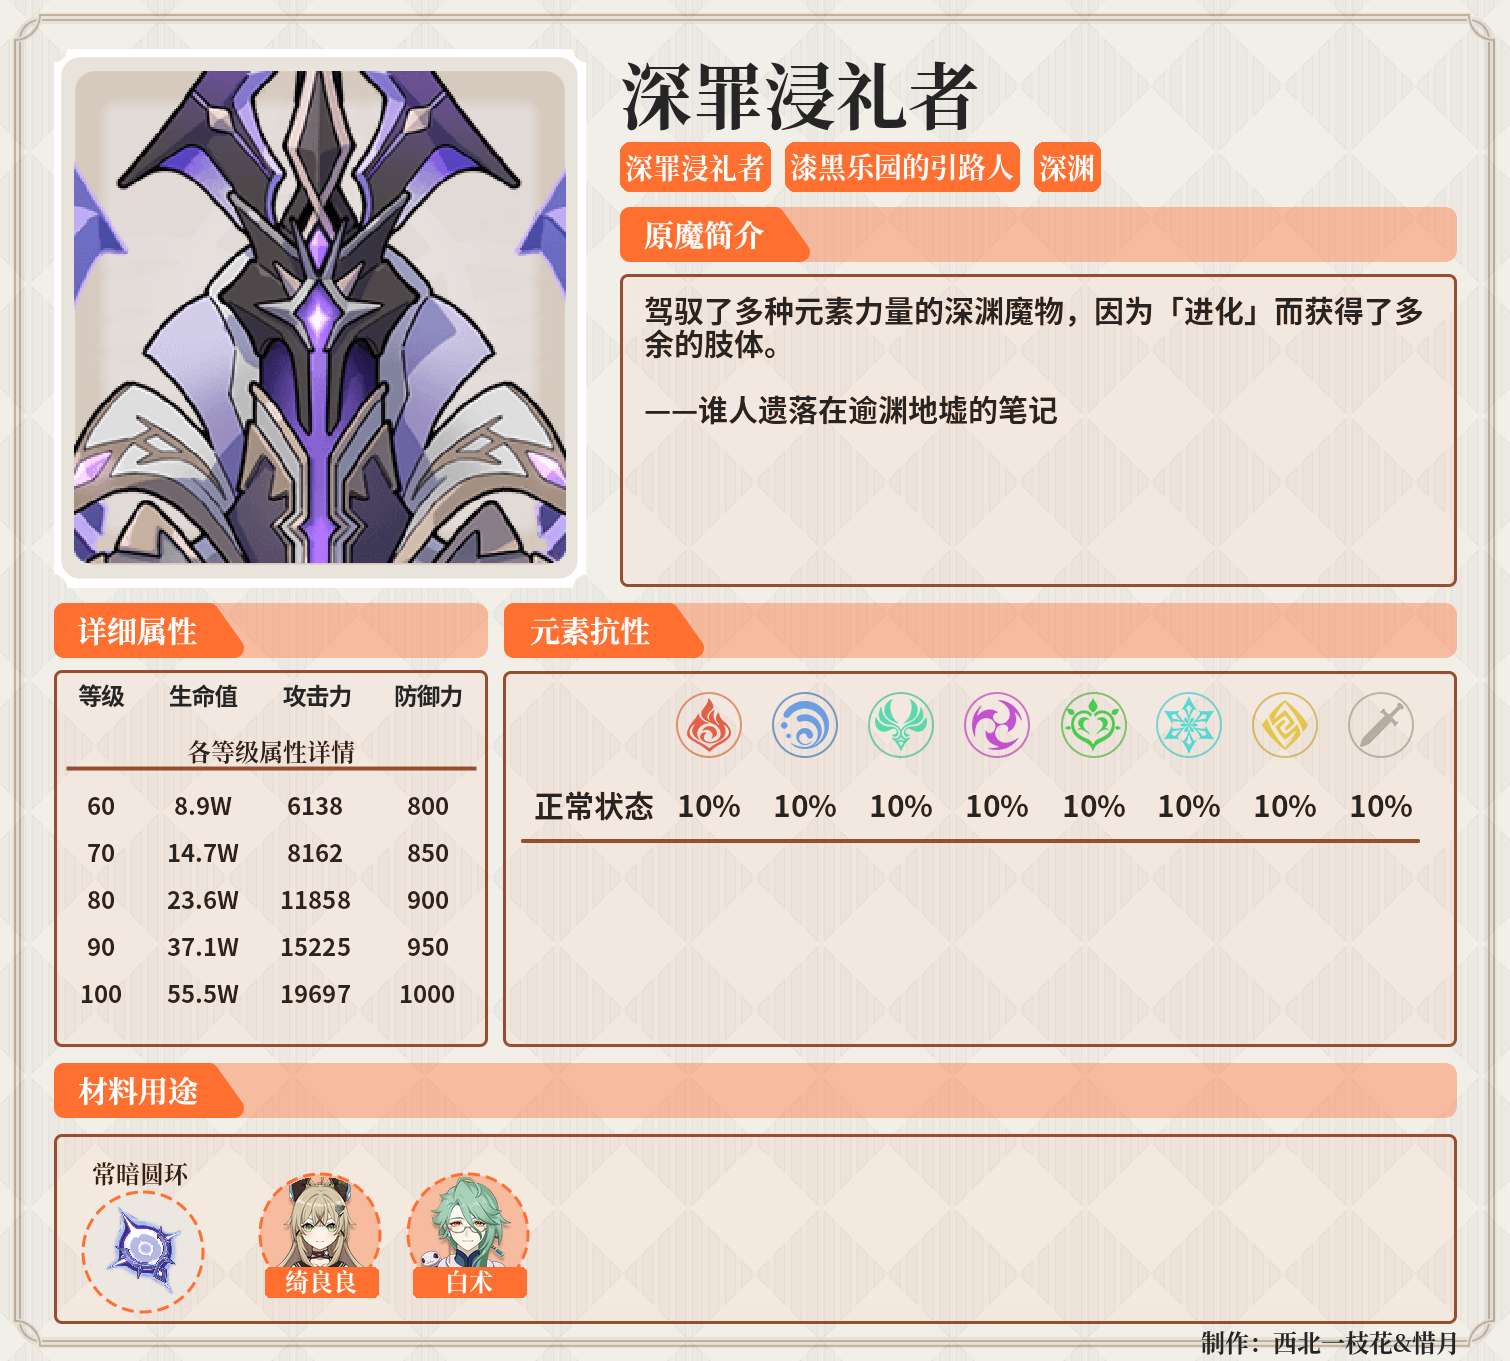 深罪浸礼者
深罪浸礼者 漆黑乐园的引路人 深渊
原魔简介
驾驭了多种元素力量的深渊魔物，因为「进化」而获得了多
余的肢体。
——谁人遗落在逾渊地墟的笔记
详细属性
等级 生命值 攻击力 防御力
各等级属性详情
60 8.9W 6138 800
70 14.7W 8162 850
80 23.6W 11858 900
90 37.1W 15225 950
100 55.5W 19697 1000
元素抗性
正常状态 10% 10% 10% 10% 10% 10% 10% 10%
材料用途
常暗圆环
绮良良 白术
制作：西北一枝花&惜月